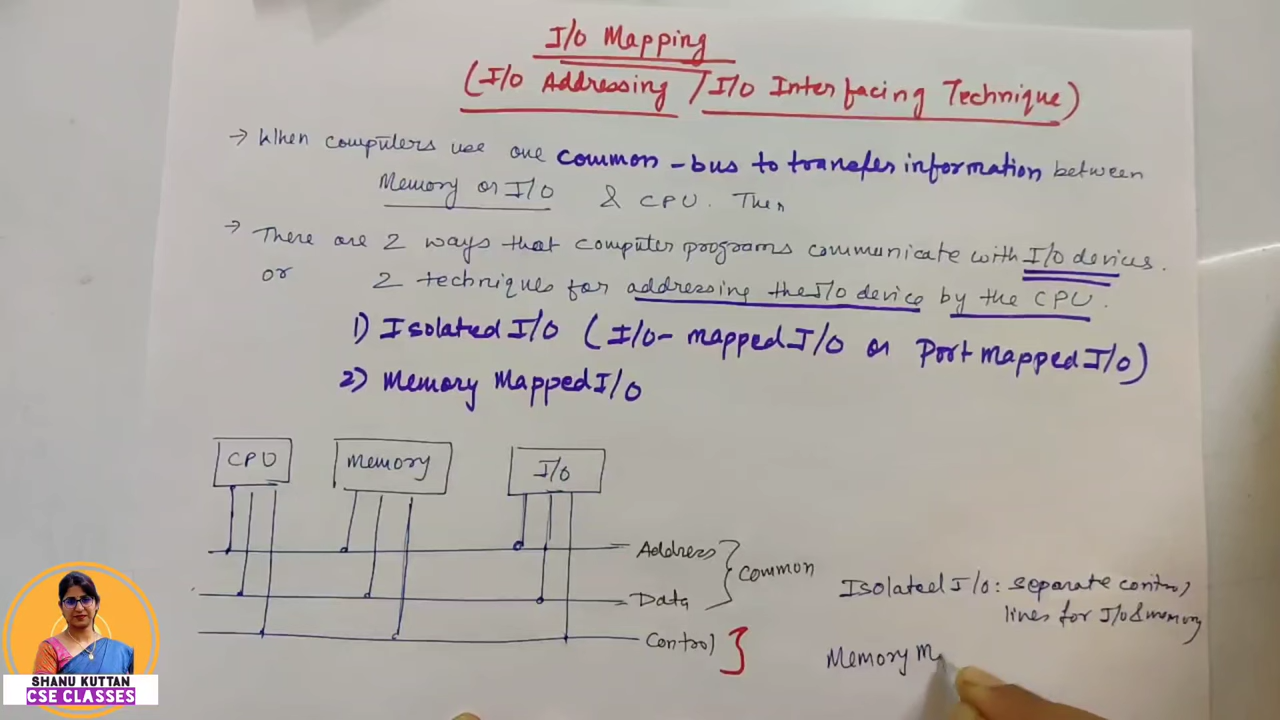 I/O Mapping
(I/O Addressing / I/O Interfacing Technique)
→ When computers use one common-bus to transfer information between
Memory or I/O & CPU. Then
→ There are 2 ways that computer programs communicate with I/O devices.
or 2 techniques for addressing the I/O device by the CPU.
1) Isolated I/O (I/O-mapped I/O or Port mapped I/O)
2) Memory Mapped I/O
CPU Memory I/O
Address
Data
Common
Control
Isolated I/O: separate control
lines for I/O & memory
Memory M
SHANU KUTTAN
CSE CLASSES